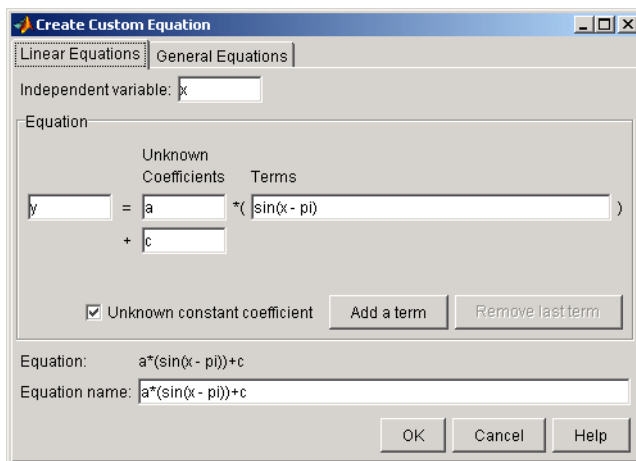 Create Custom Equation
Linear Equations General Equations
Independent variable: x
Equation
Unknown
Coefficients Terms
y = a *( sin(x - pi) )
+ c
Unknown constant coefficient Add a term Remove last term
Equation: a*(sin(x - pi))+c
Equation name: a*(sin(x - pi))+c
OK Cancel Help